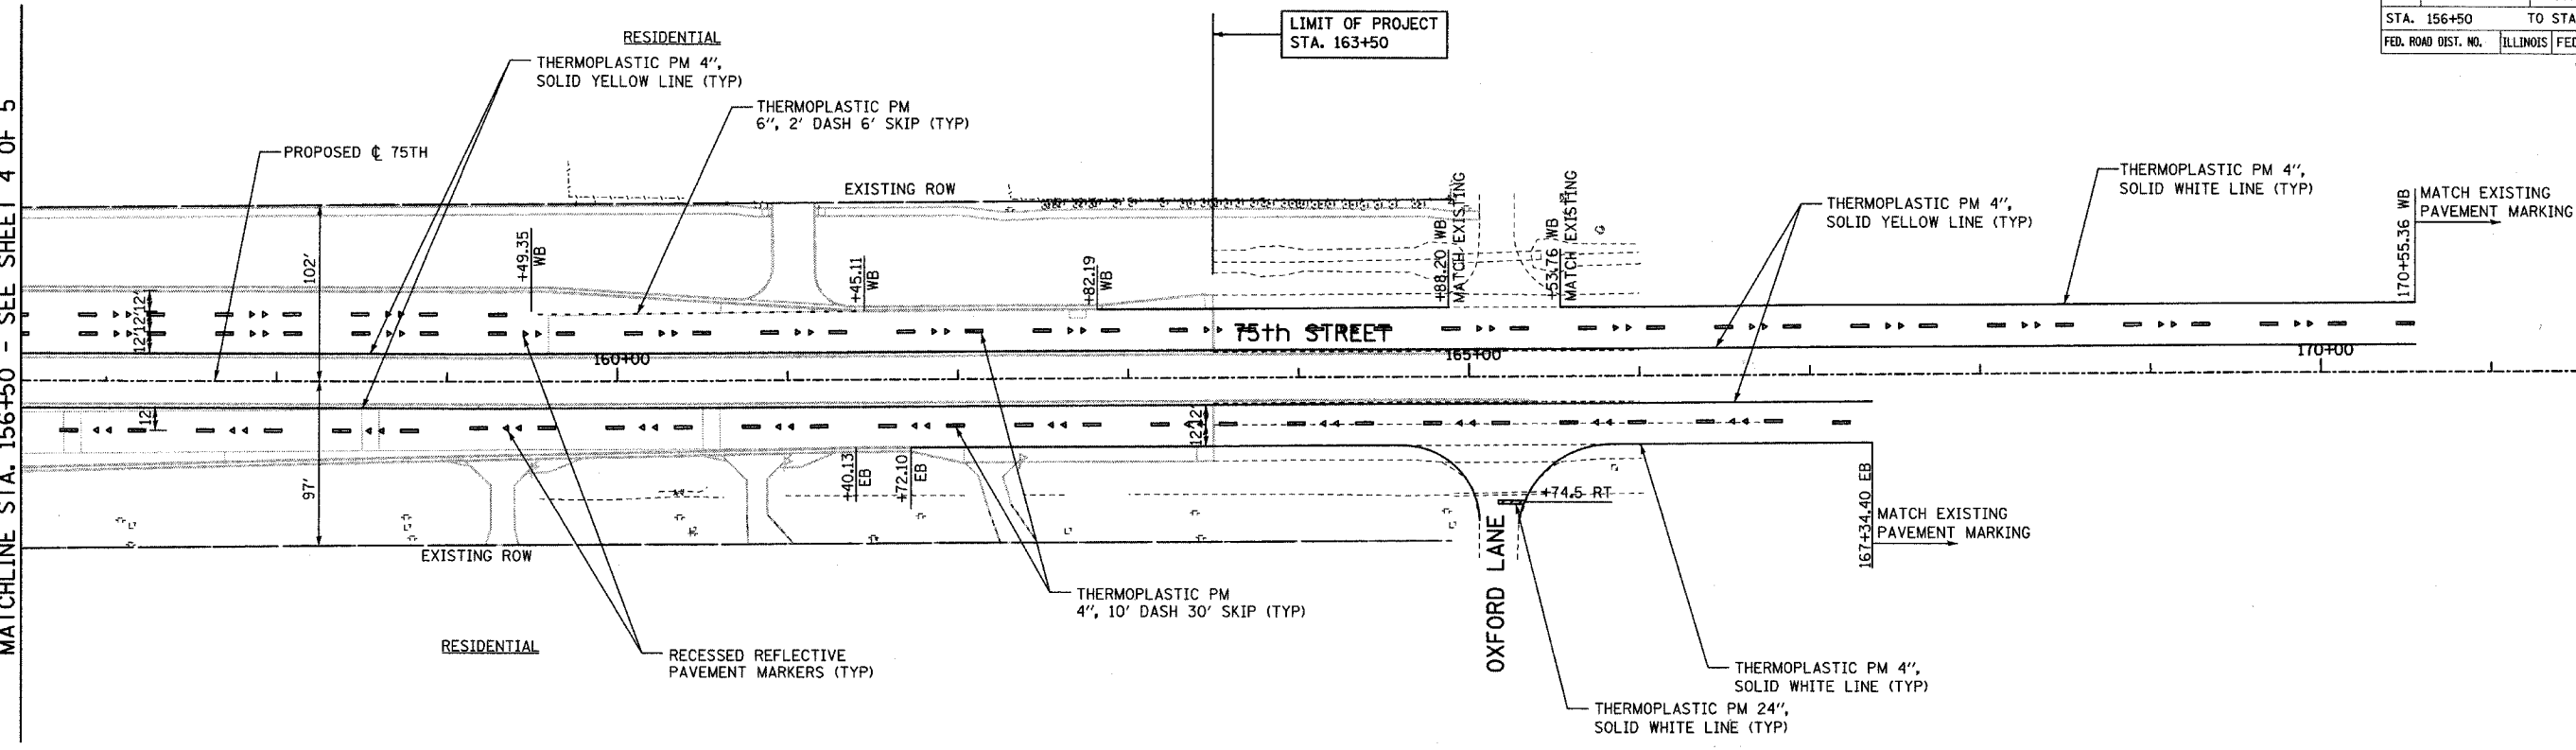 STA. 156+50 TO STA
FED. ROAD DIST. NO. ILLINOIS FED
LIMIT OF PROJECT
STA. 163+50
RESIDENTIAL
THERMOPLASTIC PM 4",
SOLID YELLOW LINE (TYP)
THERMOPLASTIC PM
6", 2' DASH 6' SKIP (TYP)
PROPOSED ℄ 75TH
EXISTING ROW
MATCHLINE STA. 156+50 - SEE SHEET 4 OF 5
102'
+49.35
WB
+45.11
WB
+82.19
WB
+88.20 WB
MATCH EXISTING
+53.76 WB
MATCH EXISTING
THERMOPLASTIC PM 4",
SOLID YELLOW LINE (TYP)
THERMOPLASTIC PM 4",
SOLID WHITE LINE (TYP)
170+55.36 WB
MATCH EXISTING
PAVEMENT MARKING
12'12'12'
75th STREET
160+00
165+00
170+00
12'
12'12'
97'
+40.13
EB
+72.10
EB
+74.5 RT
OXFORD LANE
167+34.40 EB
MATCH EXISTING
PAVEMENT MARKING
EXISTING ROW
THERMOPLASTIC PM
4", 10' DASH 30' SKIP (TYP)
RESIDENTIAL
RECESSED REFLECTIVE
PAVEMENT MARKERS (TYP)
THERMOPLASTIC PM 4",
SOLID WHITE LINE (TYP)
THERMOPLASTIC PM 24",
SOLID WHITE LINE (TYP)